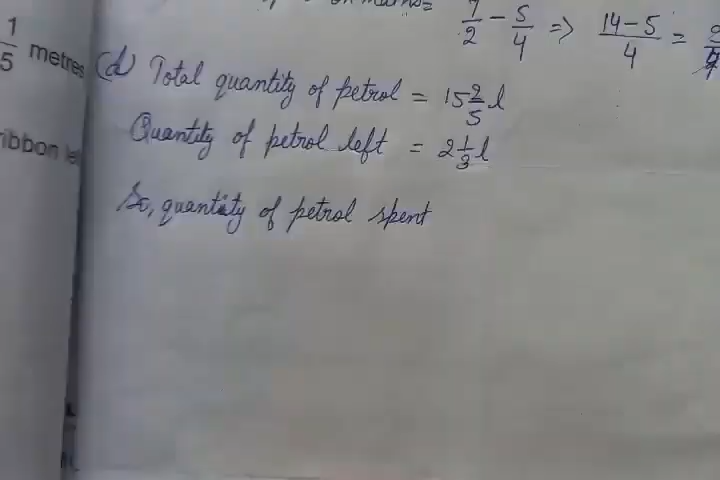 7/2 - 5/4 => 14-5/4 =
1/5 metres
(d) Total quantity of petrol = 15 2/5 l
ribbon
Quantity of petrol left = 2 1/3 l
So, quantity of petrol spent